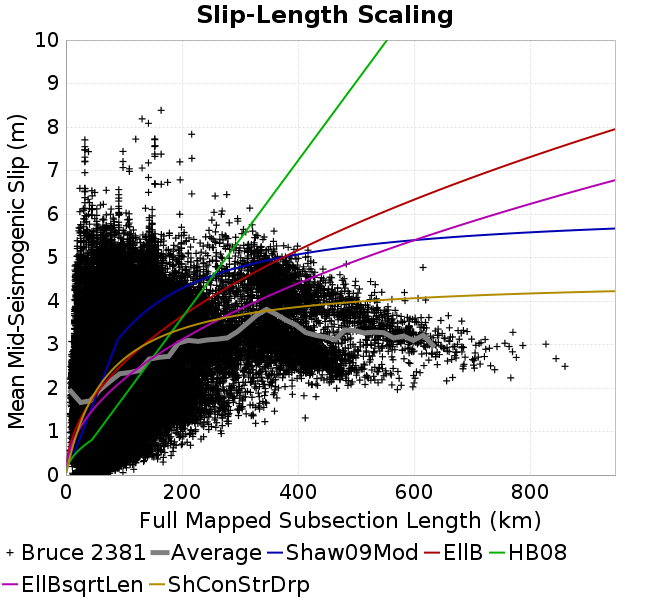 Slip-Length Scaling
Mean Mid-Seismogenic Slip (m)
10
9
8
7
6
5
4
3
2
1
0
0 200 400 600 800
Full Mapped Subsection Length (km)
Bruce 2381 Average Shaw09Mod EllB HB08
EllBsqrtLen ShConStrDrp